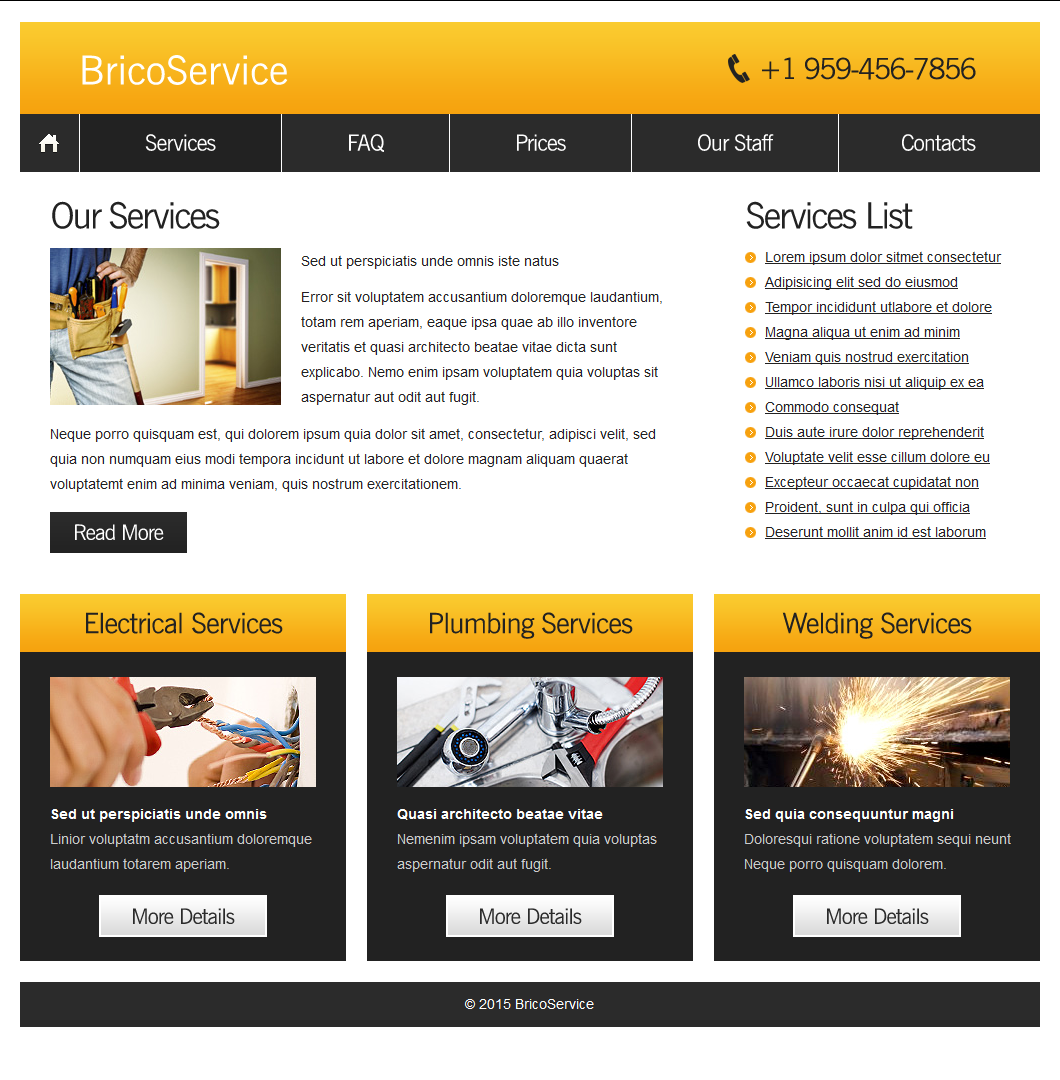 BricoService
+1 959-456-7856
Services
FAQ
Prices
Our Staff
Contacts
Our Services
Sed ut perspiciatis unde omnis iste natus
Error sit voluptatem accusantium doloremque laudantium,
totam rem aperiam, eaque ipsa quae ab illo inventore
veritatis et quasi architecto beatae vitae dicta sunt
explicabo. Nemo enim ipsam voluptatem quia voluptas sit
aspernatur aut odit aut fugit.
Neque porro quisquam est, qui dolorem ipsum quia dolor sit amet, consectetur, adipisci velit, sed
quia non numquam eius modi tempora incidunt ut labore et dolore magnam aliquam quaerat
voluptatemt enim ad minima veniam, quis nostrum exercitationem.
Read More
Services List
Lorem ipsum dolor sitmet consectetur
Adipisicing elit sed do eiusmod
Tempor incididunt utlabore et dolore
Magna aliqua ut enim ad minim
Veniam quis nostrud exercitation
Ullamco laboris nisi ut aliquip ex ea
Commodo consequat
Duis aute irure dolor reprehenderit
Voluptate velit esse cillum dolore eu
Excepteur occaecat cupidatat non
Proident, sunt in culpa qui officia
Deserunt mollit anim id est laborum
Electrical Services
Sed ut perspiciatis unde omnis
Linior voluptatm accusantium doloremque
laudantium totarem aperiam.
More Details
Plumbing Services
Quasi architecto beatae vitae
Nemenim ipsam voluptatem quia voluptas
aspernatur odit aut fugit.
More Details
Welding Services
Sed quia consequuntur magni
Doloresqui ratione voluptatem sequi neunt
Neque porro quisquam dolorem.
More Details
© 2015 BricoService